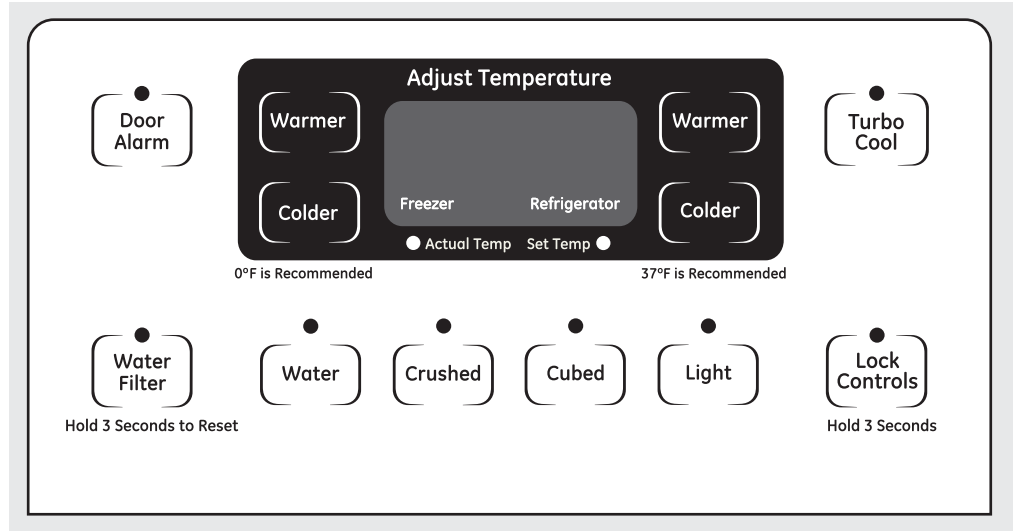 Adjust Temperature
Door
Alarm
Warmer
Warmer
Turbo
Cool
Colder
Freezer
Refrigerator
Colder
Actual Temp
Set Temp
0°F is Recommended
37°F is Recommended
Water
Filter
Water
Crushed
Cubed
Light
Lock
Controls
Hold 3 Seconds to Reset
Hold 3 Seconds